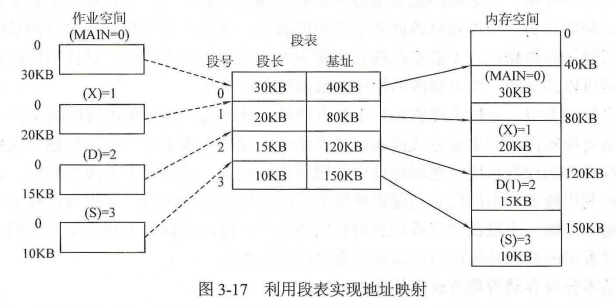 作业空间
(MAIN=0)
0
30KB
(X)=1
0
20KB
(D)=2
0
15KB
(S)=3
0
10KB
段表
段号 段长 基址
0 30KB 40KB
1 20KB 80KB
2 15KB 120KB
3 10KB 150KB
内存空间
0
40KB
(MAIN=0)
30KB
80KB
(X)=1
20KB
120KB
D(1)=2
15KB
150KB
(S)=3
10KB
图 3-17 利用段表实现地址映射